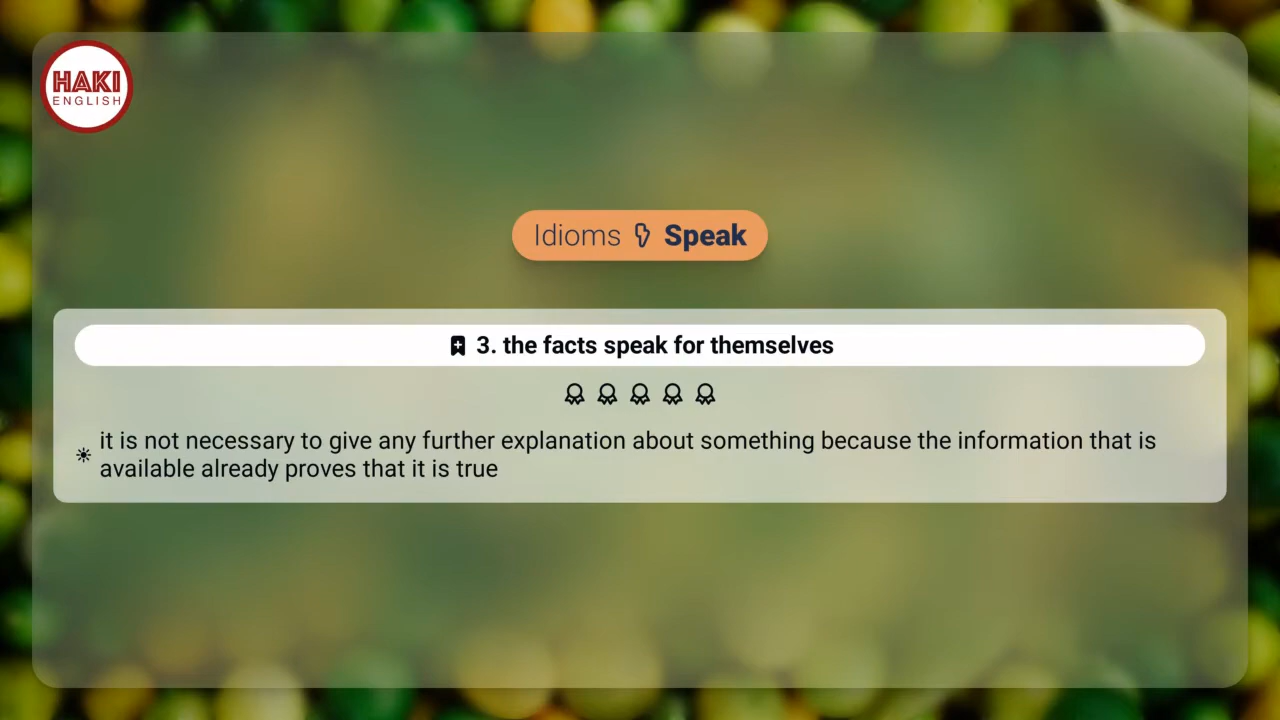 HAKI
ENGLISH
Idioms Speak
3. the facts speak for themselves
it is not necessary to give any further explanation about something because the information that is
available already proves that it is true